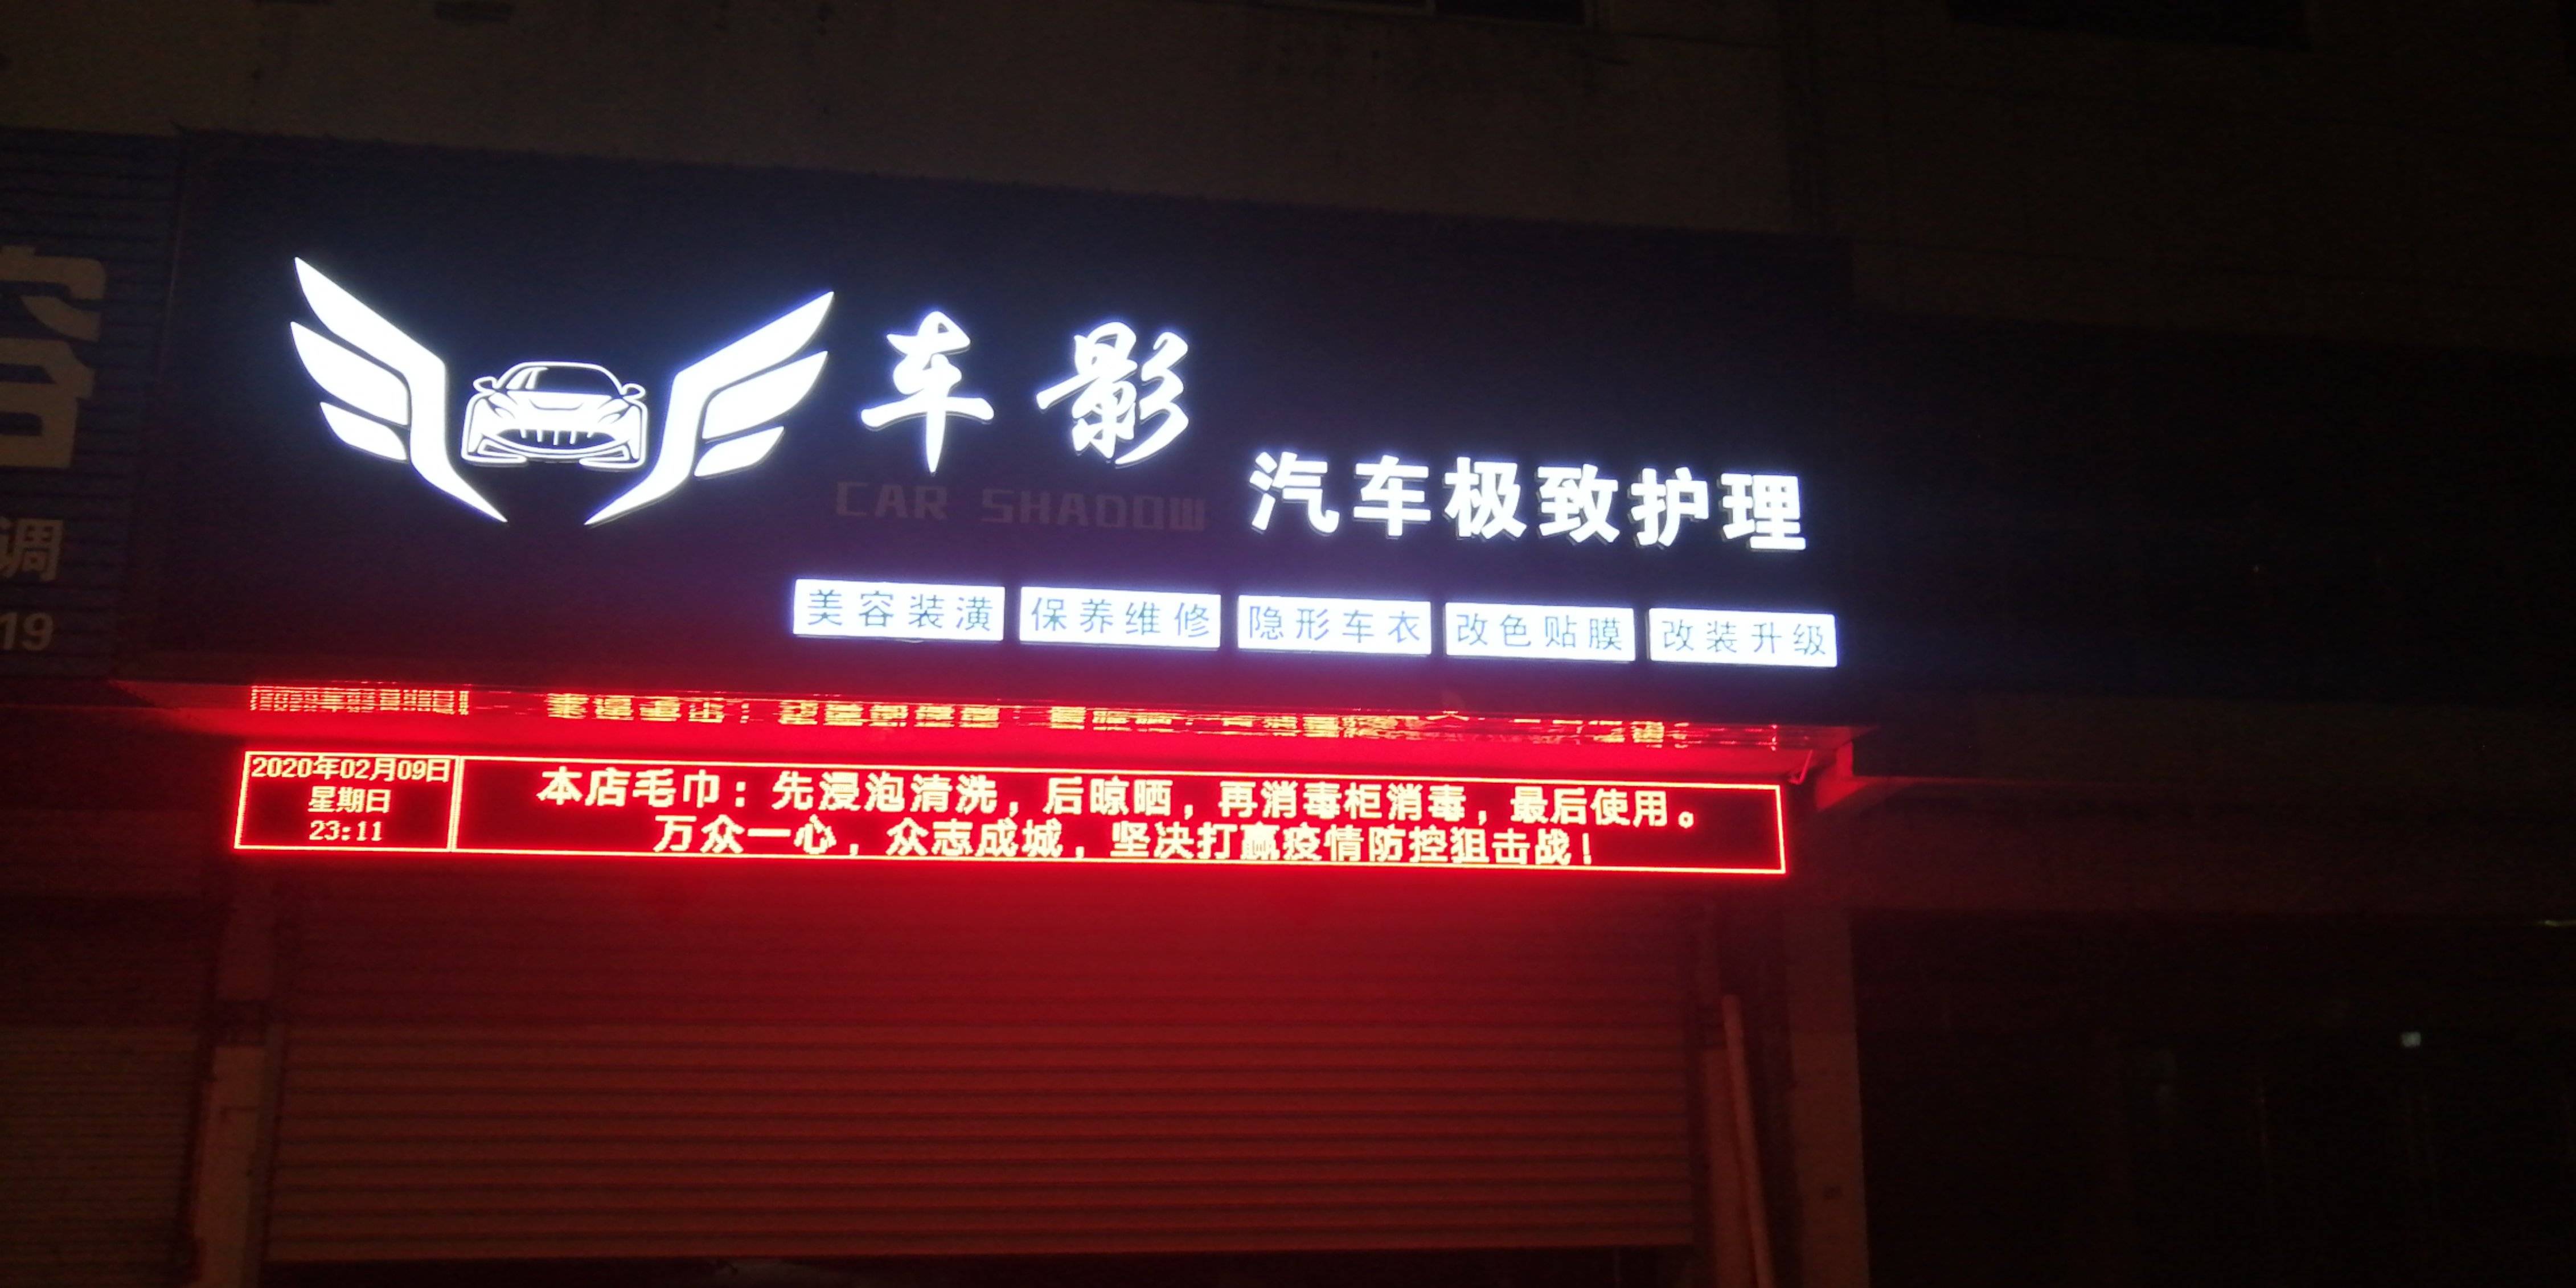 车影
CAR SHADOW
汽车极致护理
美容装潢 保养维修 隐形车衣 改色贴膜 改装升级
2020年02月09日
星期日
23:11
本店毛巾：先浸泡清洗，后晾晒，再消毒柜消毒，最后使用。
万众一心，众志成城，坚决打赢疫情防控狙击战！
调
19